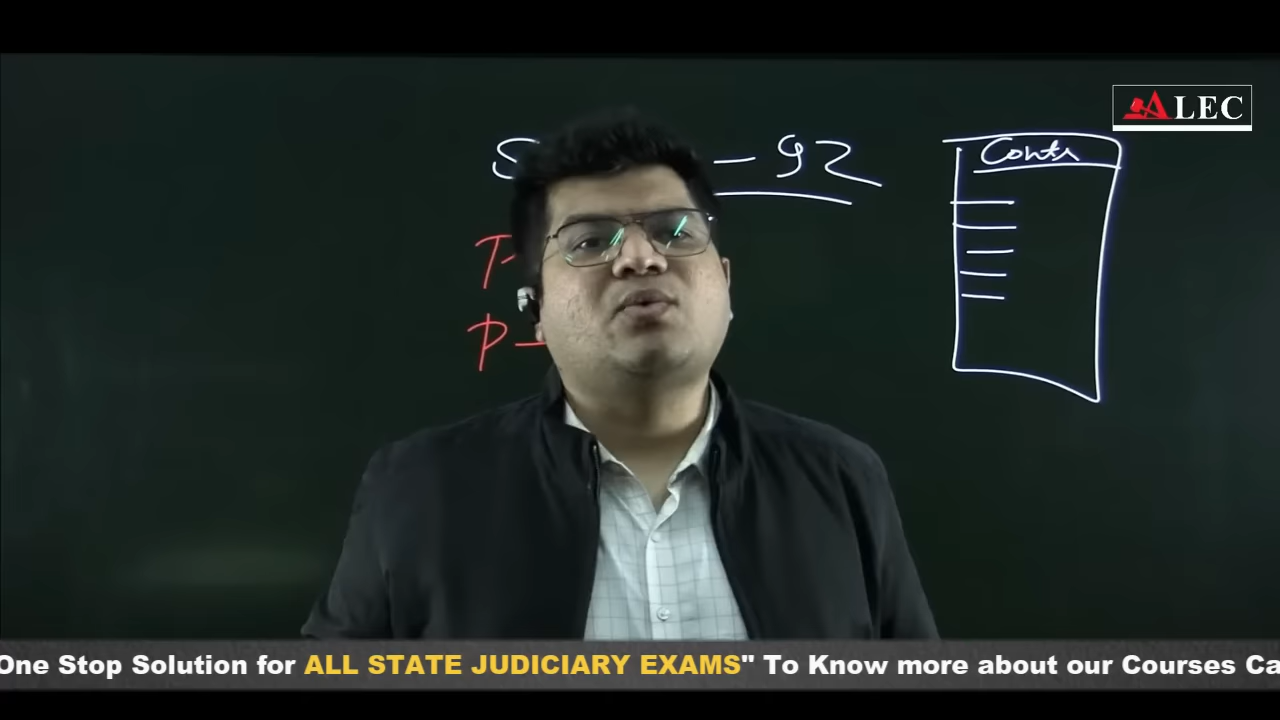 ALEC
S - 92
Contr
T-
P-
One Stop Solution for ALL STATE JUDICIARY EXAMS" To Know more about our Courses Ca